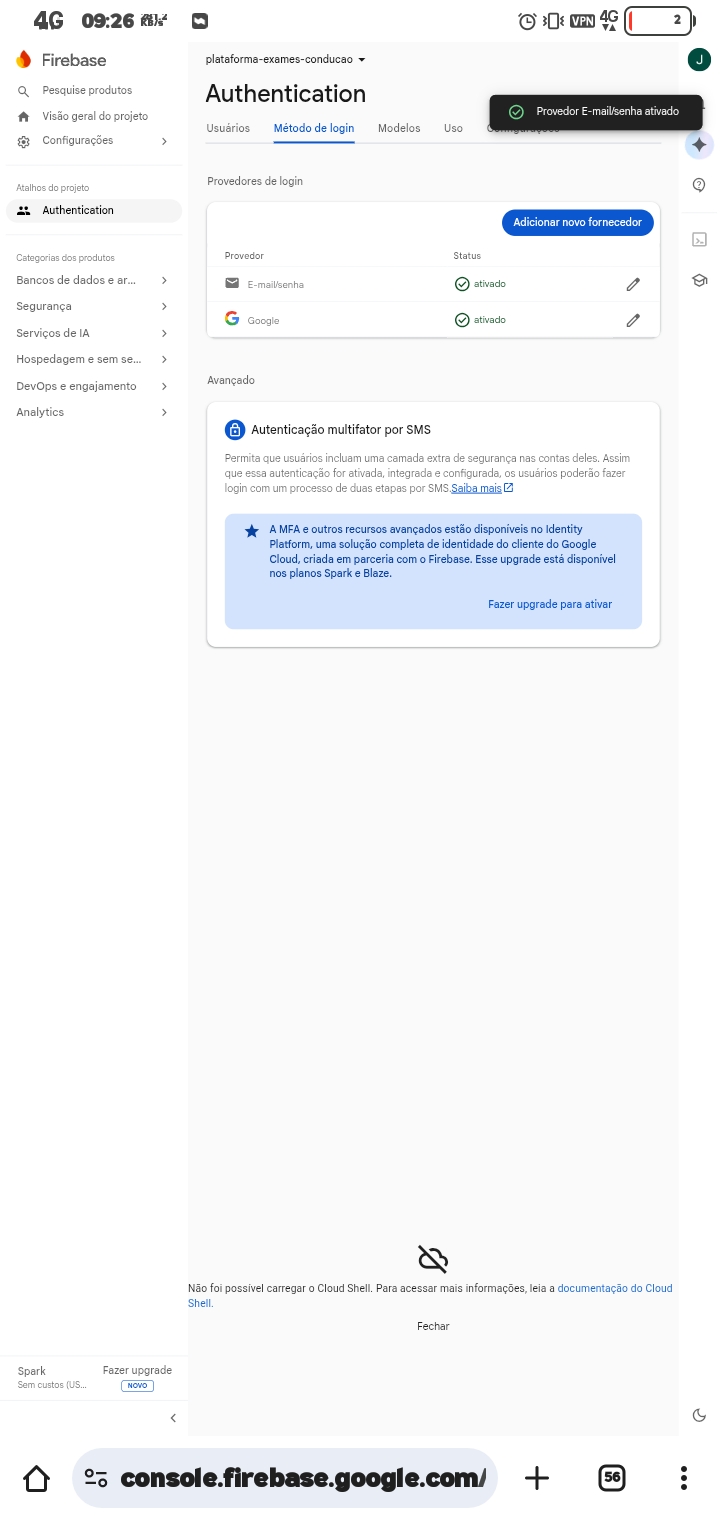 4G 09:26 KB/s VPN 4G 2
Firebase
Pesquise produtos
Visão geral do projeto
Configurações
Atalhos do projeto
Authentication
Categorias dos produtos
Bancos de dados e ar...
Segurança
Serviços de IA
Hospedagem e sem se...
DevOps e engajamento
Analytics
plataforma-exames-conducao
J
Authentication
Provedor E-mail/senha ativado
Usuários Método de login Modelos Uso Configurações
Provedores de login
Adicionar novo fornecedor
Provedor Status
E-mail/senha ativado
Google ativado
Avançado
Autenticação multifator por SMS
Permita que usuários incluam uma camada extra de segurança nas contas deles. Assim
que essa autenticação for ativada, integrada e configurada, os usuários poderão fazer
login com um processo de duas etapas por SMS.Saiba mais
A MFA e outros recursos avançados estão disponíveis no Identity
Platform, uma solução completa de identidade do cliente do Google
Cloud, criada em parceria com o Firebase. Esse upgrade está disponível
nos planos Spark e Blaze.
Fazer upgrade para ativar
Não foi possível carregar o Cloud Shell. Para acessar mais informações, leia a documentação do Cloud
Shell.
Fechar
Spark Fazer upgrade
Sem custos (US... NOVO
console.firebase.google.com/
56